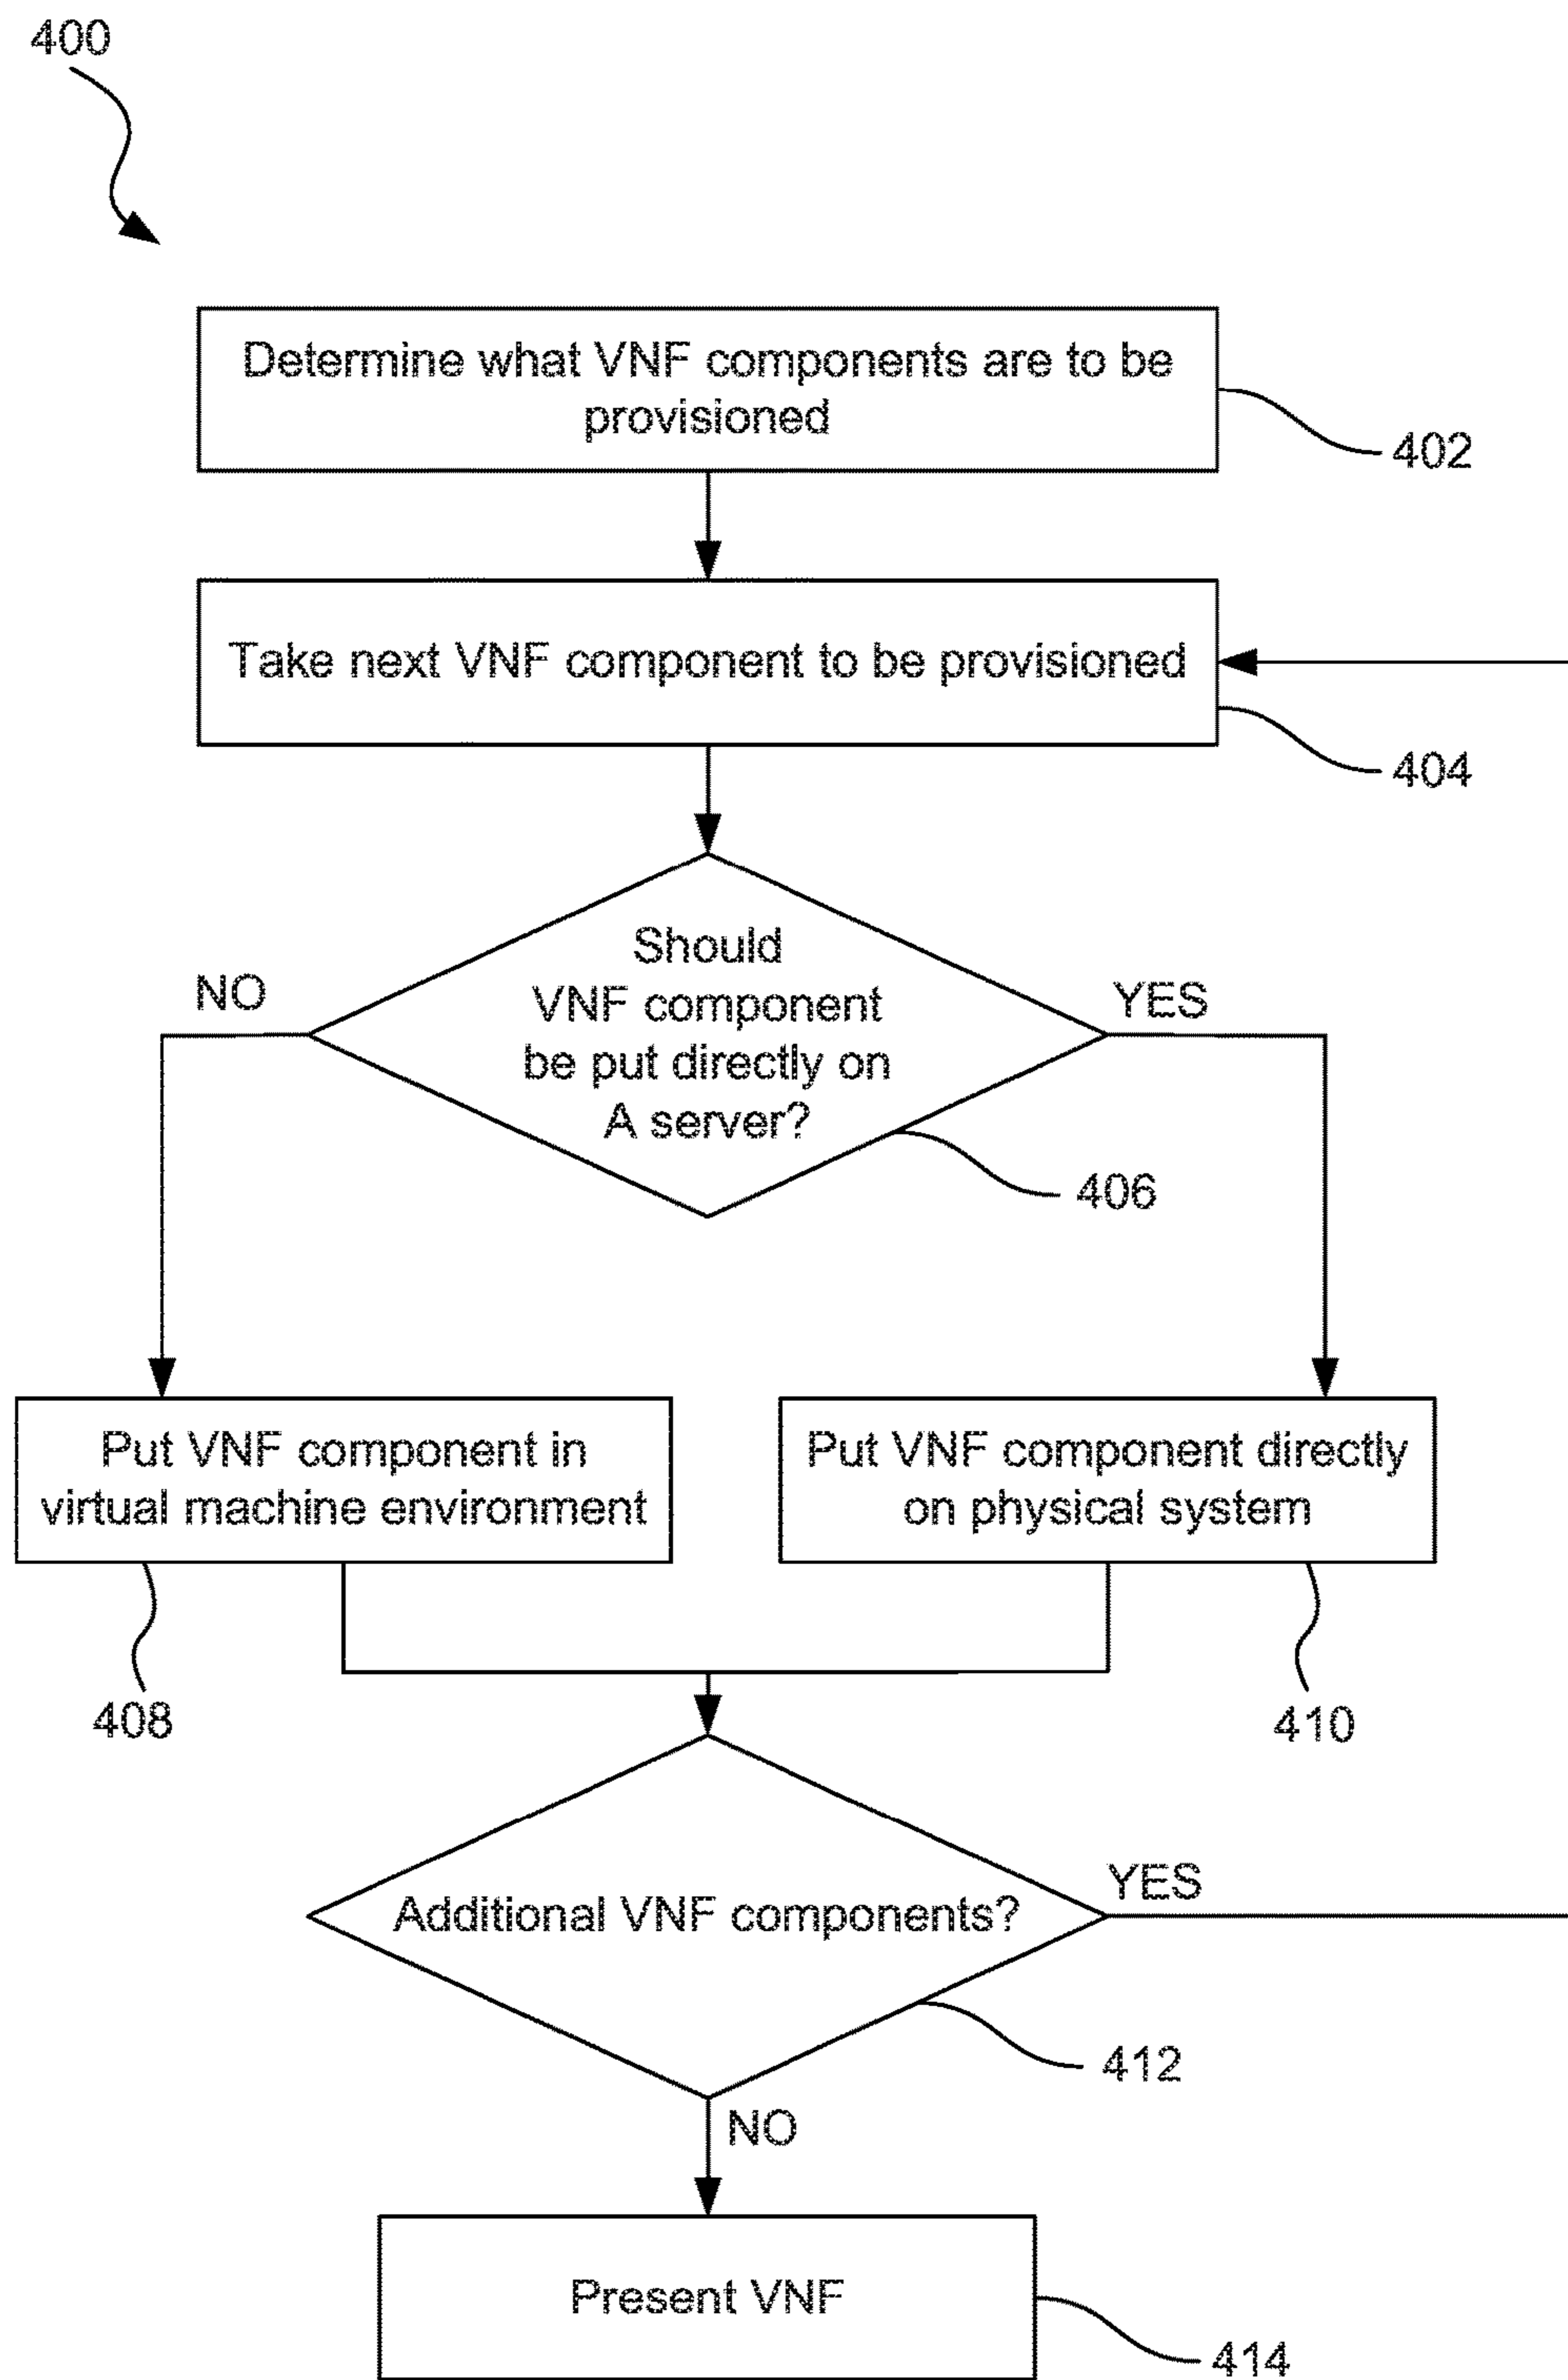 400
Determine what VNF components are to be
provisioned
402
Take next VNF component to be provisioned
404
Should
VNF component
be put directly on
A server?
NO
YES
406
Put VNF component in
virtual machine environment
Put VNF component directly
on physical system
408
410
Additional VNF components?
YES
412
NO
Present VNF
414